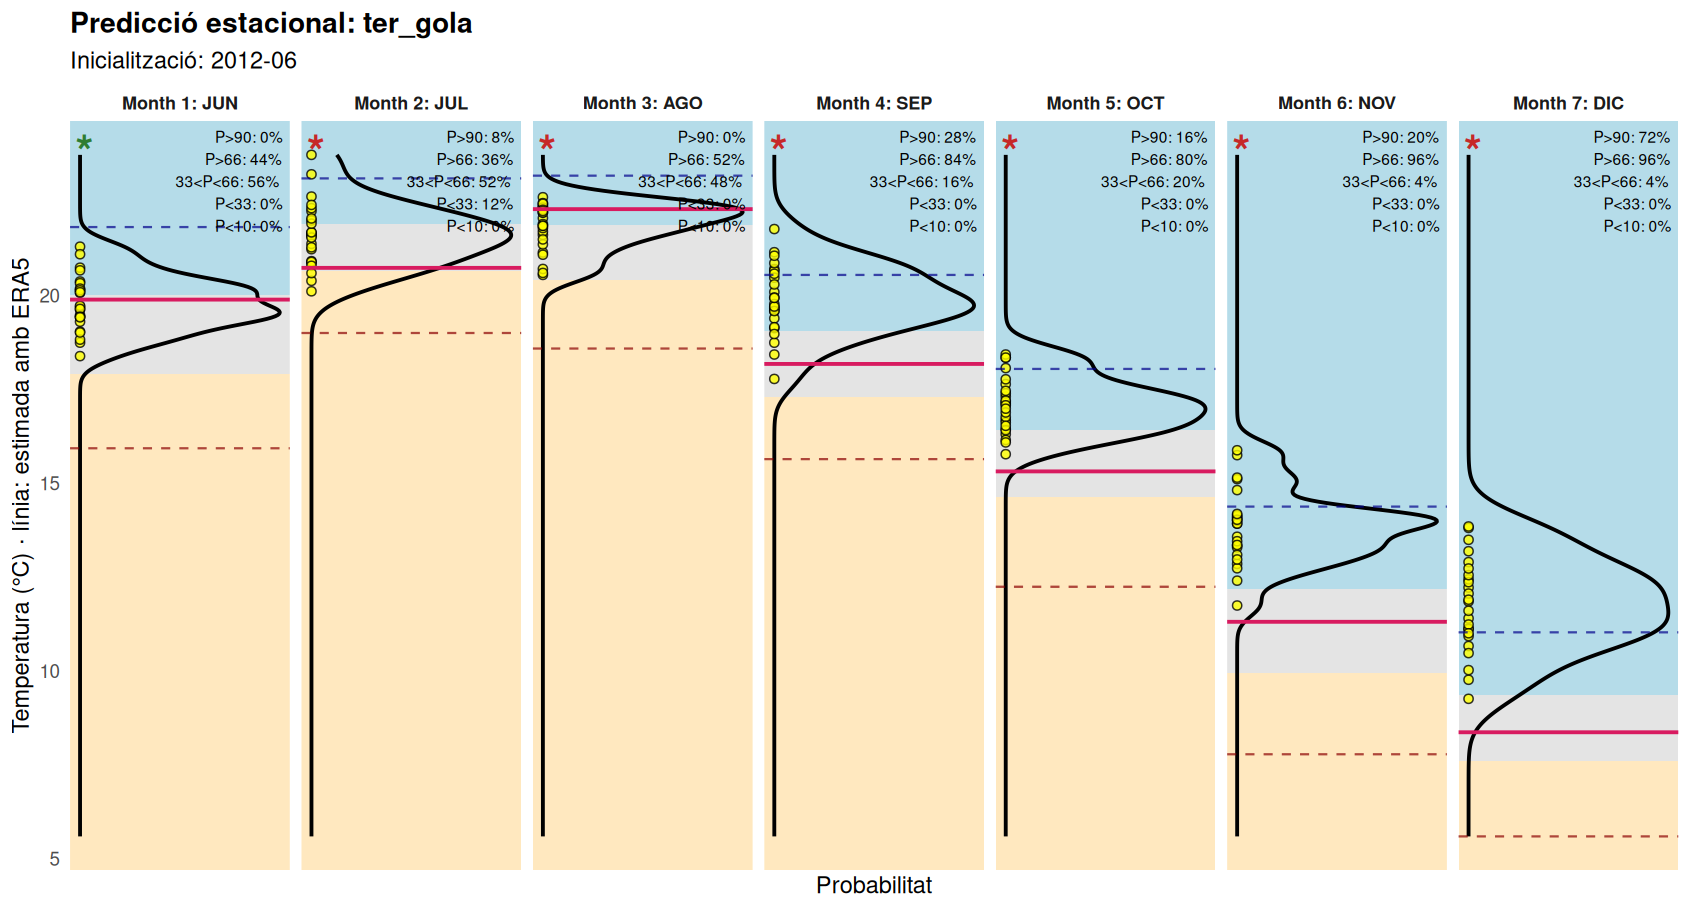 Predicció estacional: ter_gola
Inicialització: 2012-06
Month 1: JUN
P>90: 0%
P>66: 44%
33<P<66: 56%
P<33: 0%
P<10: 0%
Month 2: JUL
P>90: 8%
P>66: 36%
33<P<66: 52%
P<33: 12%
P<10: 0%
Month 3: AGO
P>90: 0%
P>66: 52%
33<P<66: 48%
P<33: 0%
P<10: 0%
Month 4: SEP
P>90: 28%
P>66: 84%
33<P<66: 16%
P<33: 0%
P<10: 0%
Month 5: OCT
P>90: 16%
P>66: 80%
33<P<66: 20%
P<33: 0%
P<10: 0%
Month 6: NOV
P>90: 20%
P>66: 96%
33<P<66: 4%
P<33: 0%
P<10: 0%
Month 7: DIC
P>90: 72%
P>66: 96%
33<P<66: 4%
P<33: 0%
P<10: 0%
Temperatura (°C) · línia: estimada amb ERA5
20
15
10
5
Probabilitat